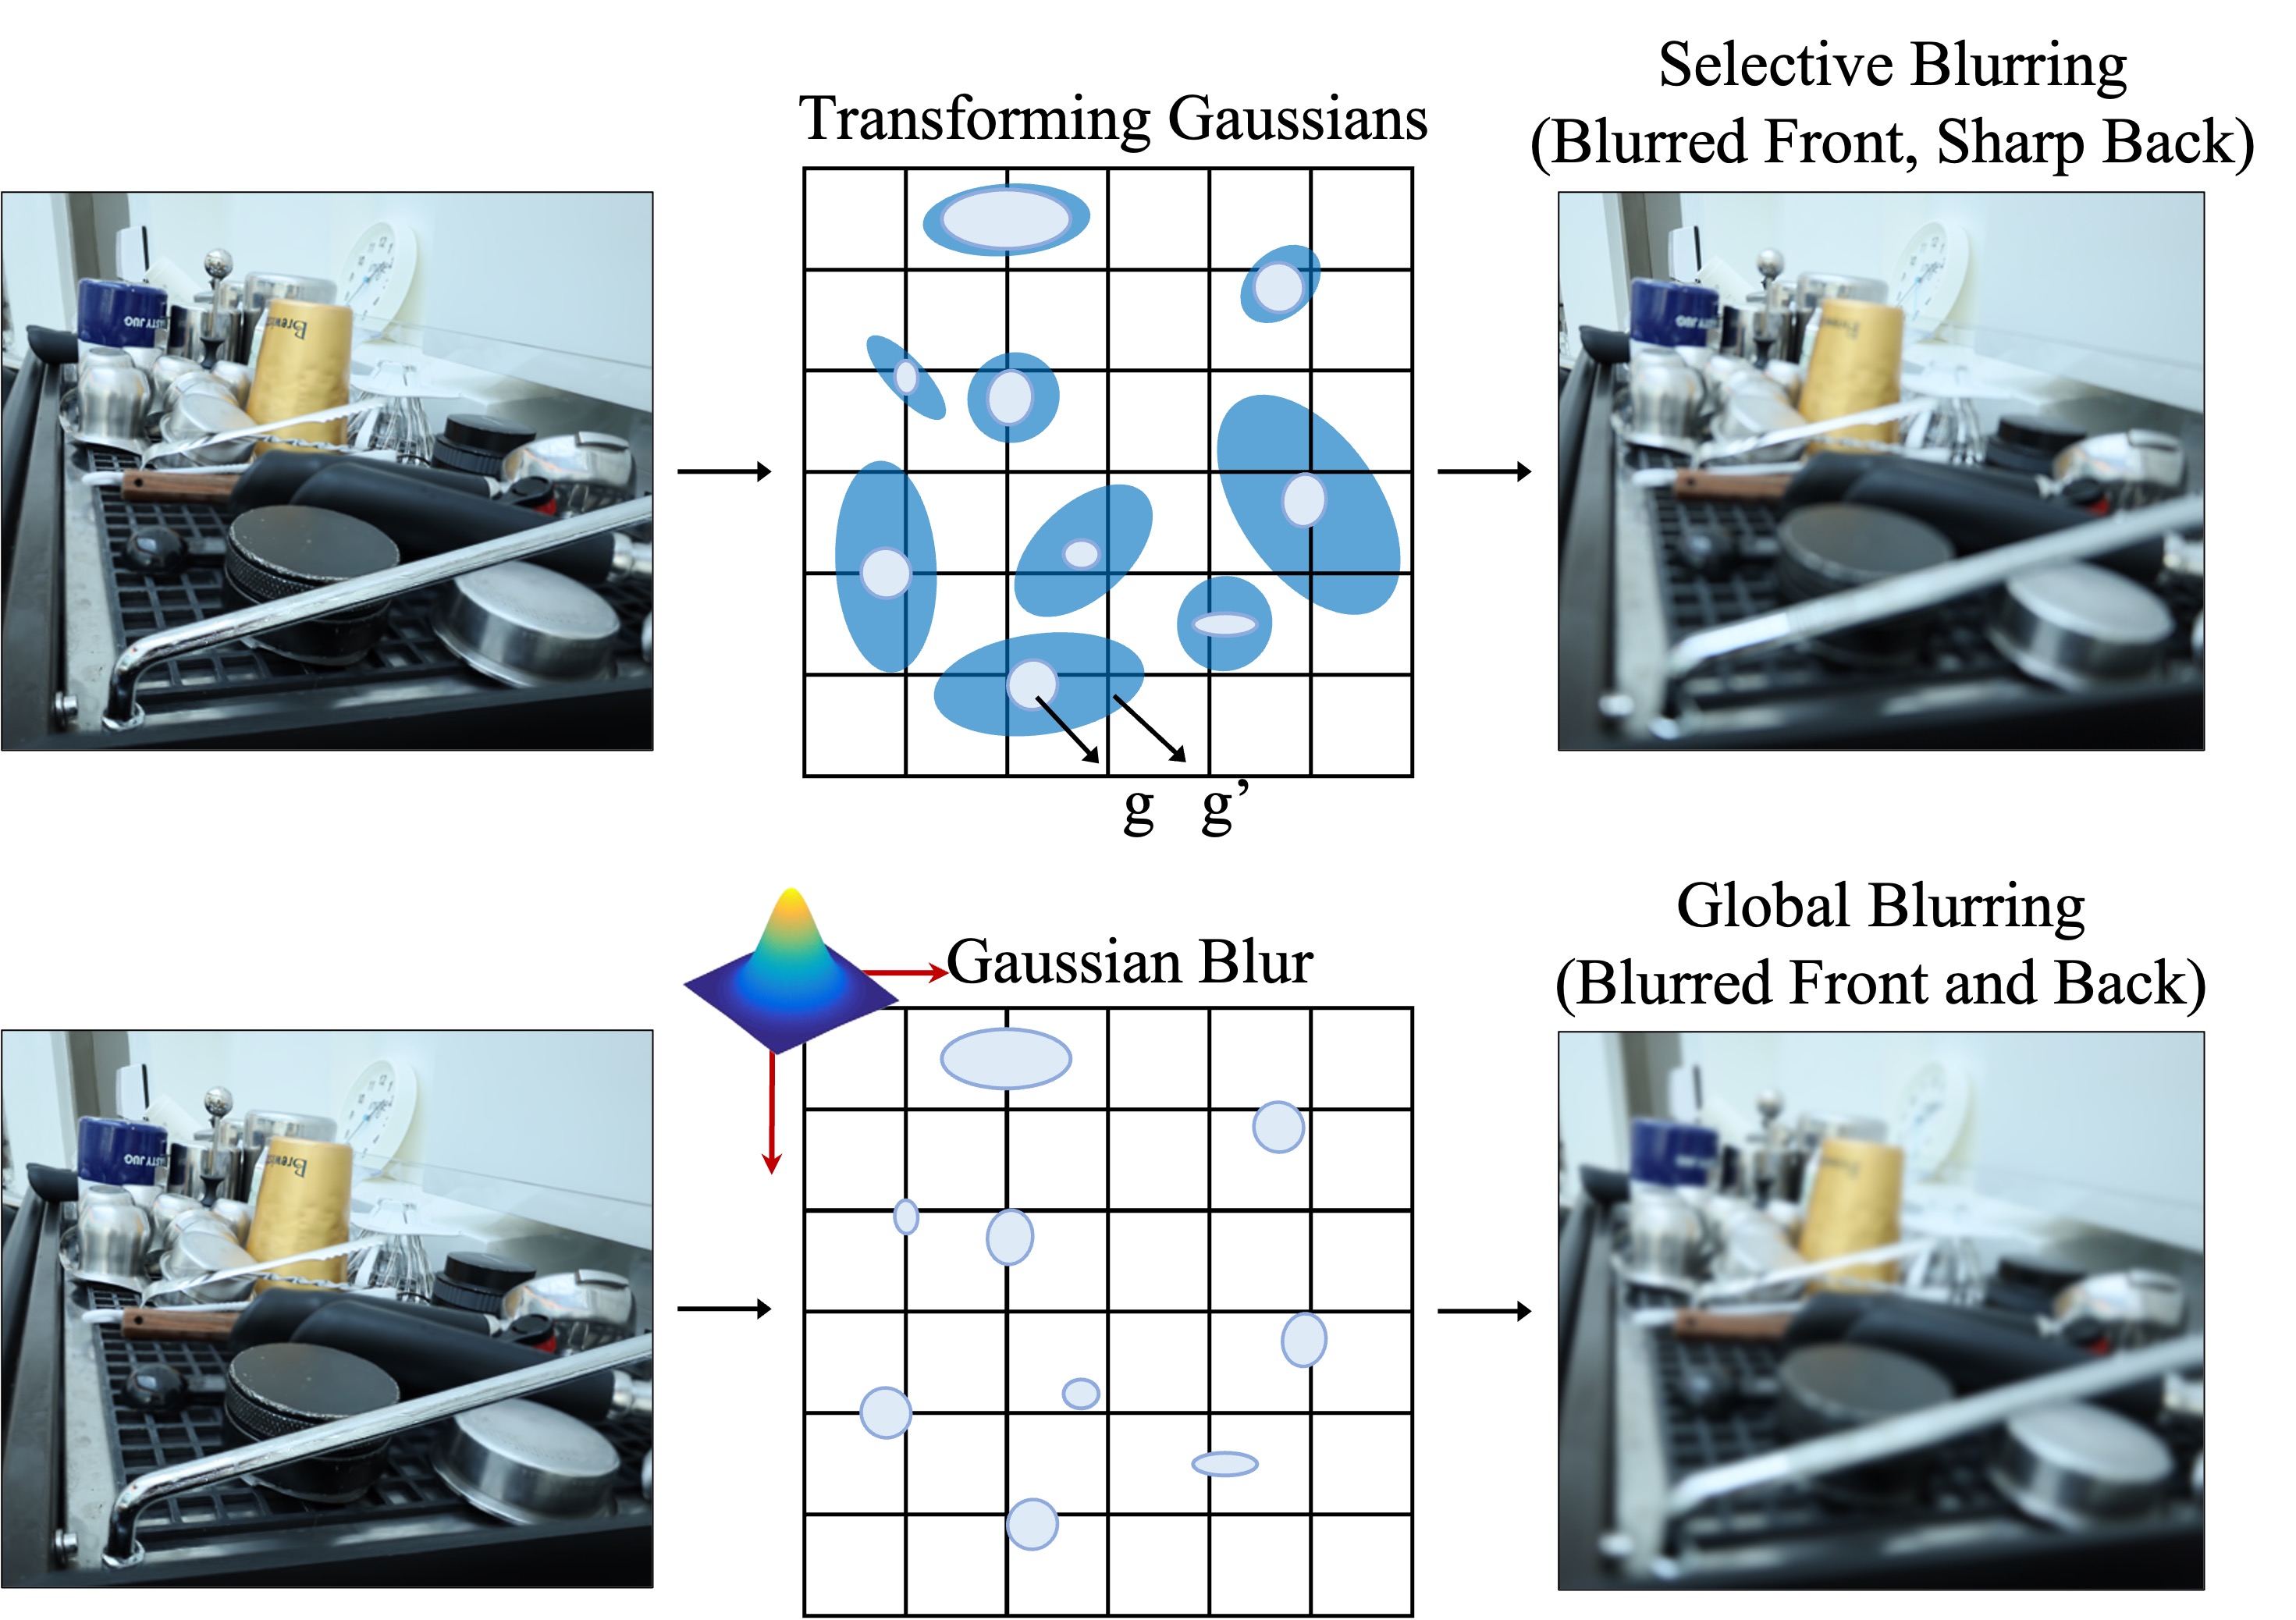 Transforming Gaussians
Selective Blurring
(Blurred Front, Sharp Back)
g g’
Gaussian Blur
Global Blurring
(Blurred Front and Back)